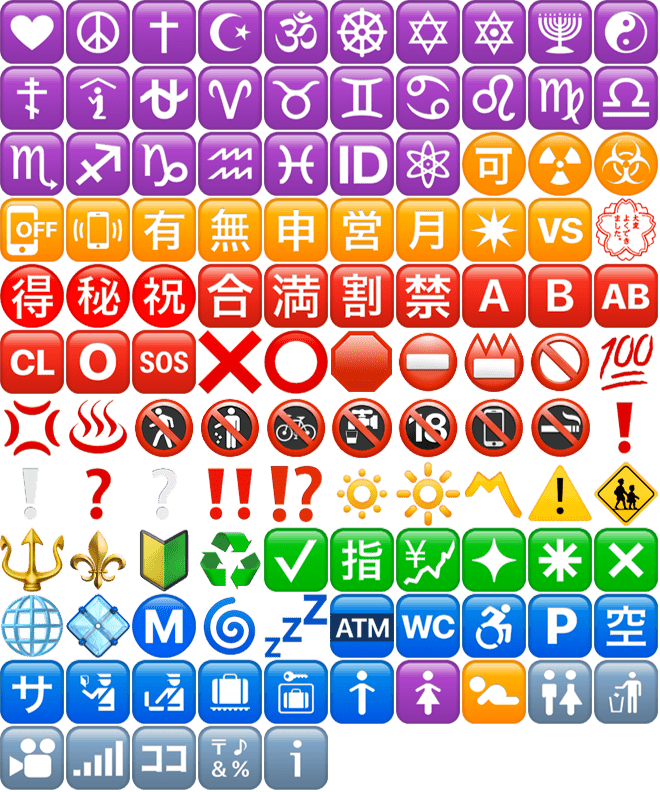 ID 可
OFF 有 無 申 営 月 VS 大変よくできました。
得 秘 祝 合 満 割 禁 A B AB
CL O SOS 100
18 !
! ? ? !! !?
指 ¥
M ZZZ ATM WC P 空
サ
ココ 〒♪&% i